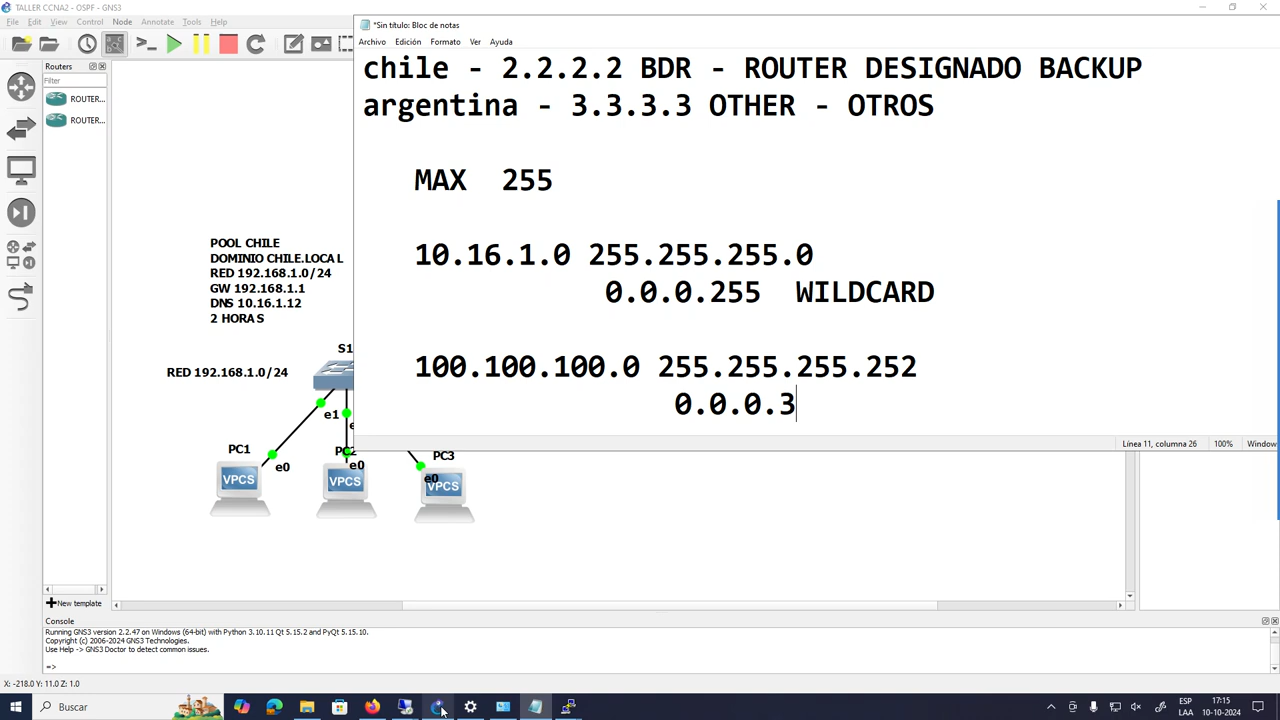 TALLER CCNA2 - OSPF - GNS3
File Edit View Control Node Annotate Tools Help
*Sin título: Bloc de notas
Archivo Edición Formato Ver Ayuda
chile - 2.2.2.2 BDR - ROUTER DESIGNADO BACKUP
argentina - 3.3.3.3 OTHER - OTROS
MAX 255
10.16.1.0 255.255.255.0
0.0.0.255 WILDCARD
100.100.100.0 255.255.255.252
0.0.0.3
Línea 11, columna 26 100% Window
Routers
Filter
ROUTER...
ROUTER...
New template
POOL CHILE
DOMINIO CHILE.LOCAL
RED 192.168.1.0/24
GW 192.168.1.1
DNS 10.16.1.12
2 HORAS
S1
RED 192.168.1.0/24
e1
e
PC1
e0
VPCS
PC2
e0
VPCS
PC3
e0
VPCS
Console
Running GNS3 version 2.2.47 on Windows (64-bit) with Python 3.10.11 Qt 5.15.2 and PyQt 5.15.10.
Copyright (c) 2006-2024 GNS3 Technologies.
Use Help -> GNS3 Doctor to detect common issues.
=>
X: -218.0 Y: 11.0 Z: 1.0
Buscar
ESP
LAA
17:15
10-10-2024